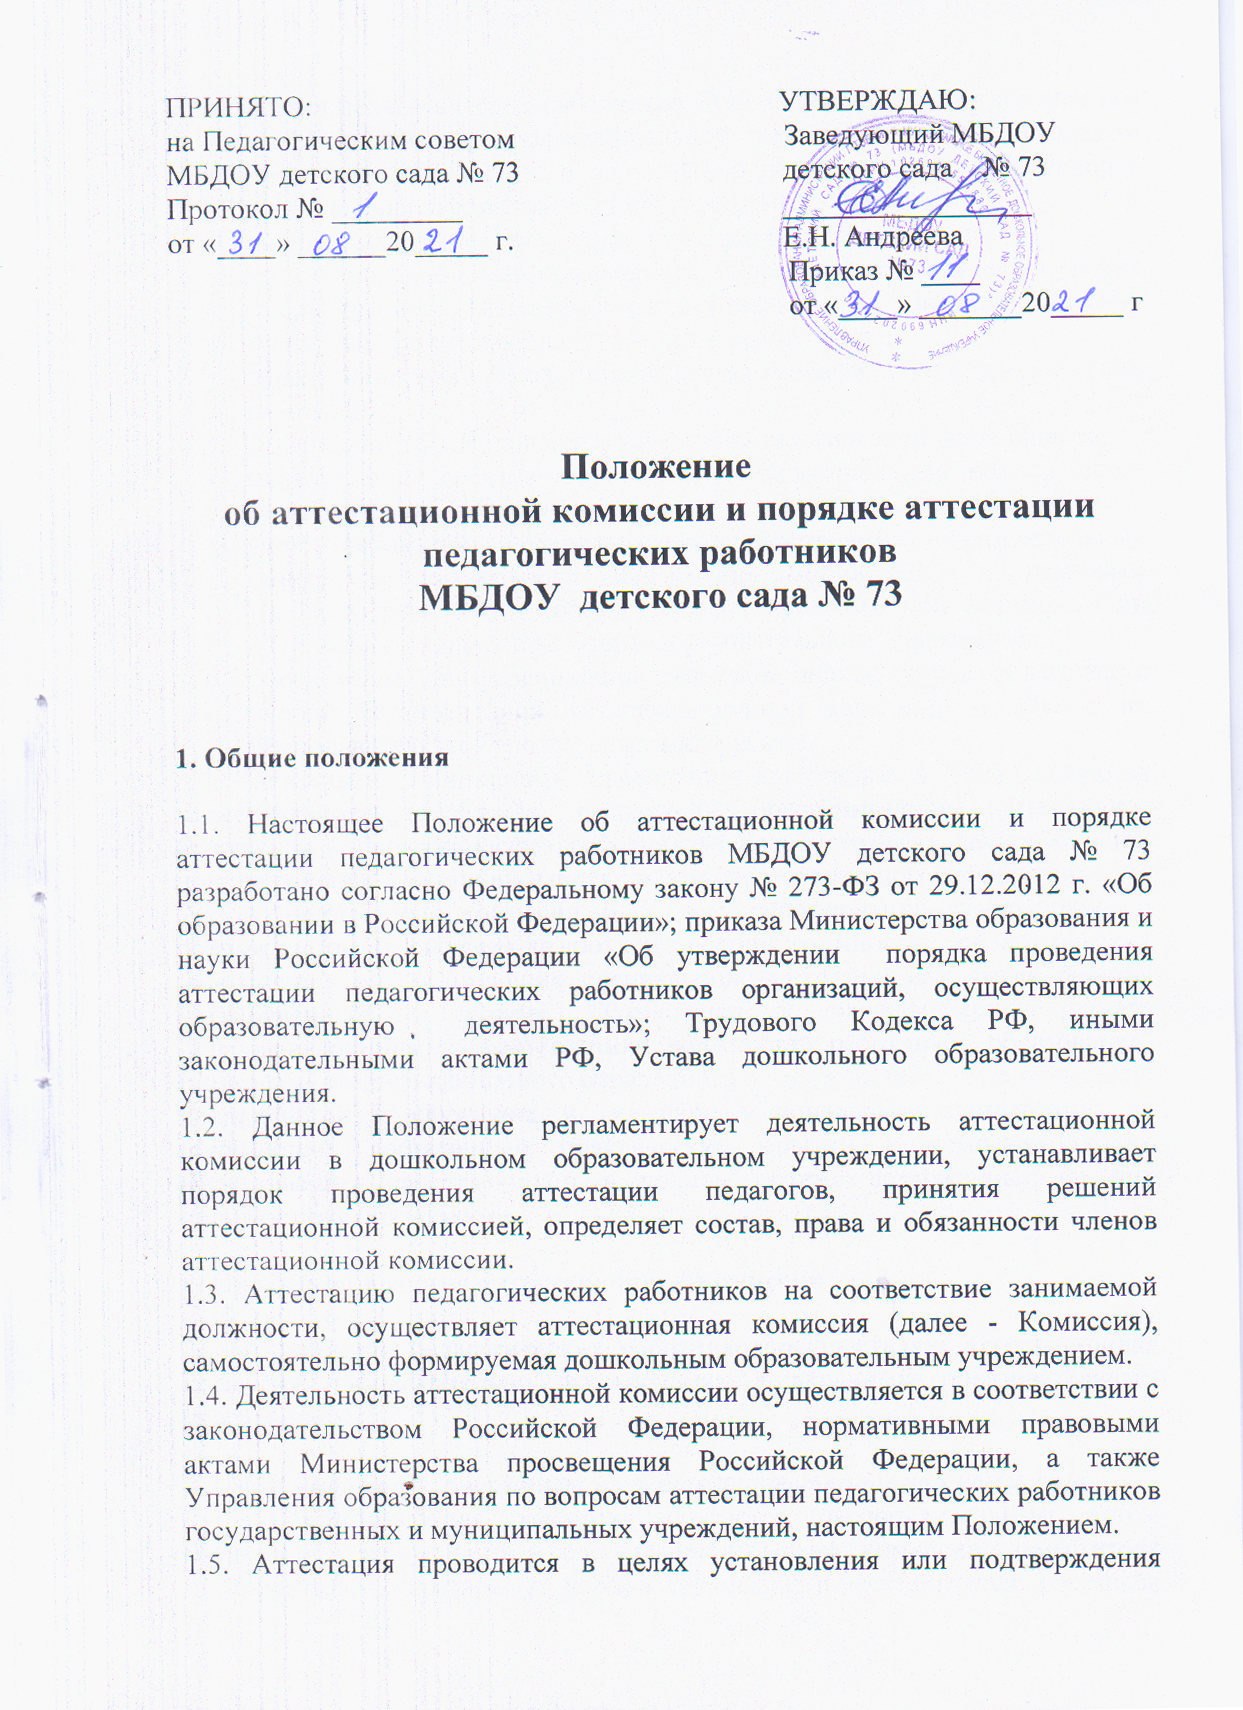 ПРИНЯТО:
на Педагогическим советом
МБДОУ детского сада № 73
Протокол № 1
от «31» 08 2021 г.
УТВЕРЖДАЮ:
Заведующий МБДОУ
детского сада № 73
Е.Н. Андреева
Приказ № 11
от «31» 08 2021 г
Положение
об аттестационной комиссии и порядке аттестации
педагогических работников
МБДОУ детского сада № 73
1. Общие положения
1.1. Настоящее Положение об аттестационной комиссии и порядке
аттестации педагогических работников МБДОУ детского сада № 73
разработано согласно Федеральному закону № 273-ФЗ от 29.12.2012 г. «Об
образовании в Российской Федерации»; приказа Министерства образования и
науки Российской Федерации «Об утверждении порядка проведения
аттестации педагогических работников организаций, осуществляющих
образовательную деятельность»; Трудового Кодекса РФ, иными
законодательными актами РФ, Устава дошкольного образовательного
учреждения.
1.2. Данное Положение регламентирует деятельность аттестационной
комиссии в дошкольном образовательном учреждении, устанавливает
порядок проведения аттестации педагогов, принятия решений
аттестационной комиссией, определяет состав, права и обязанности членов
аттестационной комиссии.
1.3. Аттестацию педагогических работников на соответствие занимаемой
должности, осуществляет аттестационная комиссия (далее - Комиссия),
самостоятельно формируемая дошкольным образовательным учреждением.
1.4. Деятельность аттестационной комиссии осуществляется в соответствии с
законодательством Российской Федерации, нормативными правовыми
актами Министерства просвещения Российской Федерации, а также
Управления образования по вопросам аттестации педагогических работников
государственных и муниципальных учреждений, настоящим Положением.
1.5. Аттестация проводится в целях установления или подтверждения